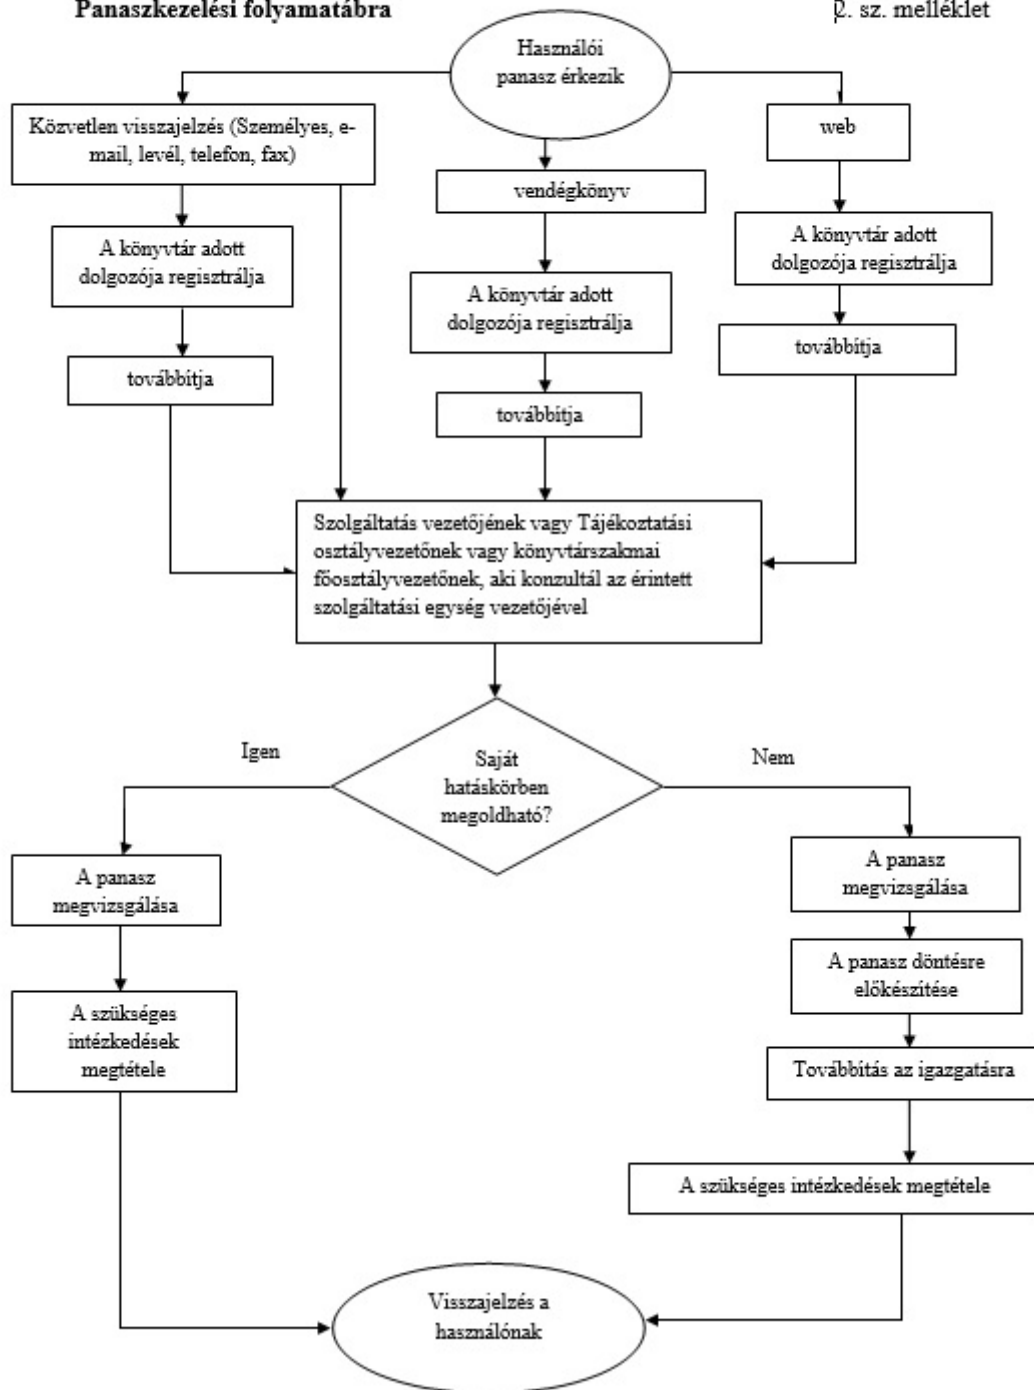 Panaszkezelési folyamatábra
2. sz. melléklet
Használói
panasz érkezik
Közvetlen visszajelzés (Személyes, e-
mail, levél, telefon, fax)
vendégkönyv
web
A könyvtár adott
dolgozója regisztrálja
A könyvtár adott
dolgozója regisztrálja
A könyvtár adott
dolgozója regisztrálja
továbbítja
továbbítja
továbbítja
Szolgáltatás vezetőjének vagy Tájékoztatási
osztályvezetőnek vagy könyvtárszakmai
főosztályvezetőnek, aki konzultál az érintett
szolgáltatási egység vezetőjével
Saját
hatáskörben
megoldható?
Igen
Nem
A panasz
megvizsgálása
A szükséges
intézkedések
megtétele
A panasz
megvizsgálása
A panasz döntésre
előkészítése
Továbbítás az igazgatásra
A szükséges intézkedések megtétele
Visszajelzés a
használónak